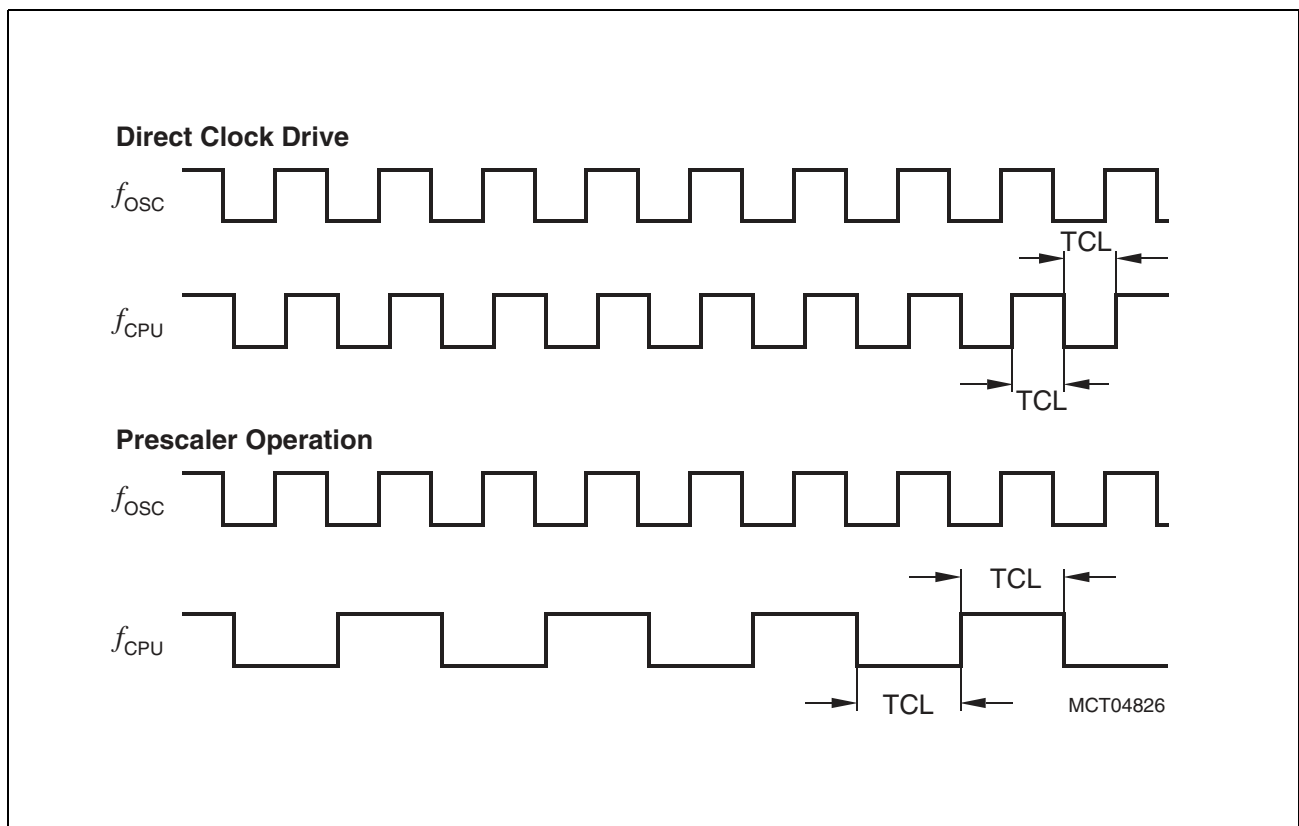 Direct Clock Drive
fOSC
TCL
fCPU
TCL
Prescaler Operation
fOSC
TCL
fCPU
TCL
MCT04826